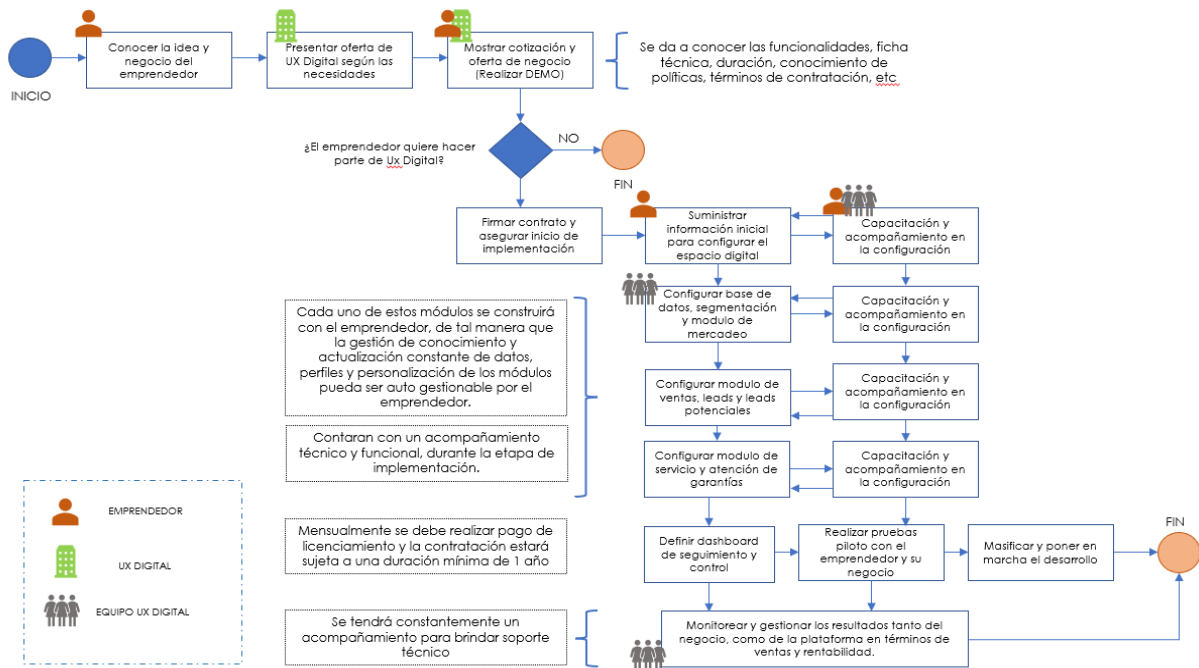 Conocer la idea y
negocio del
emprendedor
Presentar oferta de
UX Digital según las
necesidades
Mostrar cotización y
oferta de negocio
(Realizar DEMO)
Se da a conocer las funcionalidades, ficha
técnica, duración, conocimiento de
políticas, términos de contratación, etc
INICIO
¿El emprendedor quiere hacer
parte de Ux Digital?
NO
FIN
Firmar contrato y
asegurar inicio de
implementación
Suministrar
información inicial
para configurar el
espacio digital
Capacitación y
acompañamiento en
la configuración
Configurar base de
datos, segmentación
y modulo de
mercadeo
Capacitación y
acompañamiento en
la configuración
Cada uno de estos módulos se construirá
con el emprendedor, de tal manera que
la gestión de conocimiento y
actualización constante de datos,
perfiles y personalización de los módulos
pueda ser auto gestionable por el
emprendedor.
Configurar modulo de
ventas, leads y leads
potenciales
Capacitación y
acompañamiento en
la configuración
Contaran con un acompañamiento
técnico y funcional, durante la etapa de
implementación.
Configurar modulo de
servicio y atención de
garantías
Capacitación y
acompañamiento en
la configuración
EMPRENDEDOR
UX DIGITAL
EQUIPO UX DIGITAL
Mensualmente se debe realizar pago de
licenciamiento y la contratación estará
sujeta a una duración mínima de 1 año
Definir dashboard
de seguimiento y
control
Realizar pruebas
piloto con el
emprendedor y su
negocio
Masificar y poner en
marcha el desarrollo
FIN
Se tendrá constantemente un
acompañamiento para brindar soporte
técnico
Monitorear y gestionar los resultados tanto del
negocio, como de la plataforma en términos de
ventas y rentabilidad.